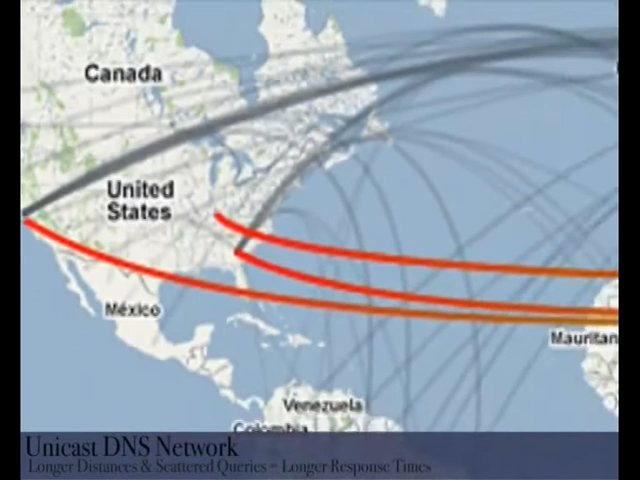 Canada
United
States
México
Mauritan
Venezuela
Colombia
Unicast DNS Network
Longer Distances & Scattered Queries = Longer Response Times